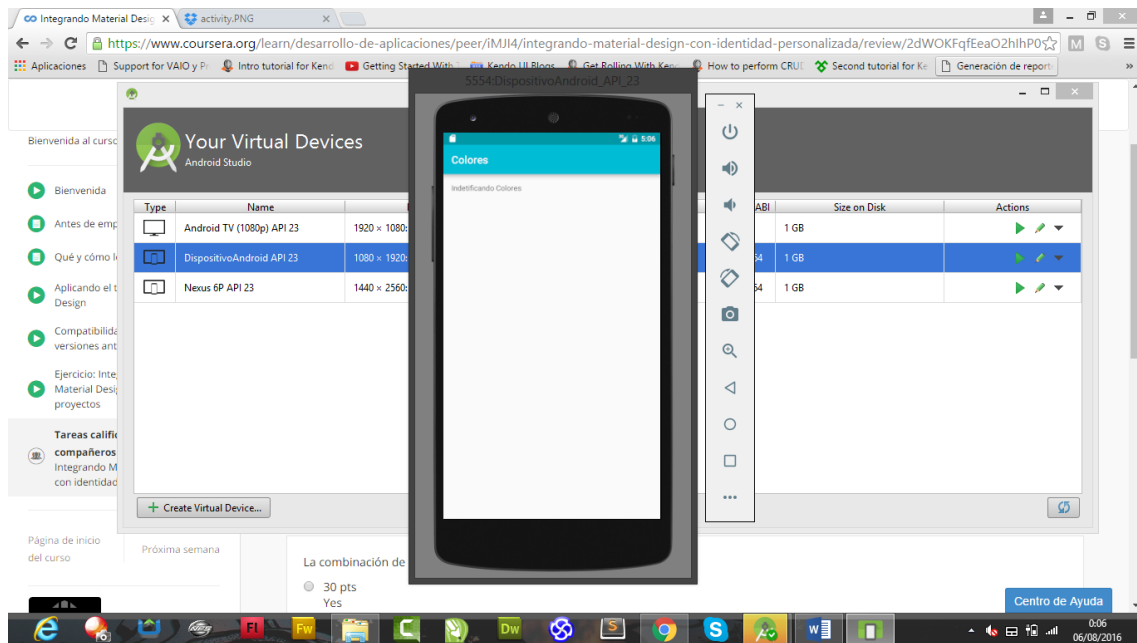 Integrando Material Desig
activity.PNG
https://www.coursera.org/learn/desarrollo-de-aplicaciones/peer/iMJI4/integrando-material-design-con-identidad-personalizada/review/2dWOKFqfEeaO2hIhP0
Aplicaciones
Support for VAIO y P
Intro tutorial for Kend
Getting Started With
Kendo UI Blogs
Get Rolling With Kend
How to perform CRUD
Second tutorial for Ke
Generación de report
»
5554:DispositivoAndroid_API_23
Your Virtual Devices
Android Studio
Type Name ABI Size on Disk Actions
Android TV (1080p) API 23 1920 × 1080: 1 GB
DispositivoAndroid API 23 1080 × 1920: 64 1 GB
Nexus 6P API 23 1440 × 2560: 64 1 GB
Create Virtual Device...
5:06
Colores
Indetificando Colores
Bienvenida al curso
Bienvenida
Antes de emp
Qué y cómo l
Aplicando el t
Design
Compatibilida
versiones ant
Ejercicio: Inte
Material Desi
proyectos
Tareas calific
compañeros
Integrando M
con identidad
Página de inicio
del curso
Próxima semana
La combinación de
30 pts
Yes
Centro de Ayuda
0:06
06/08/2016